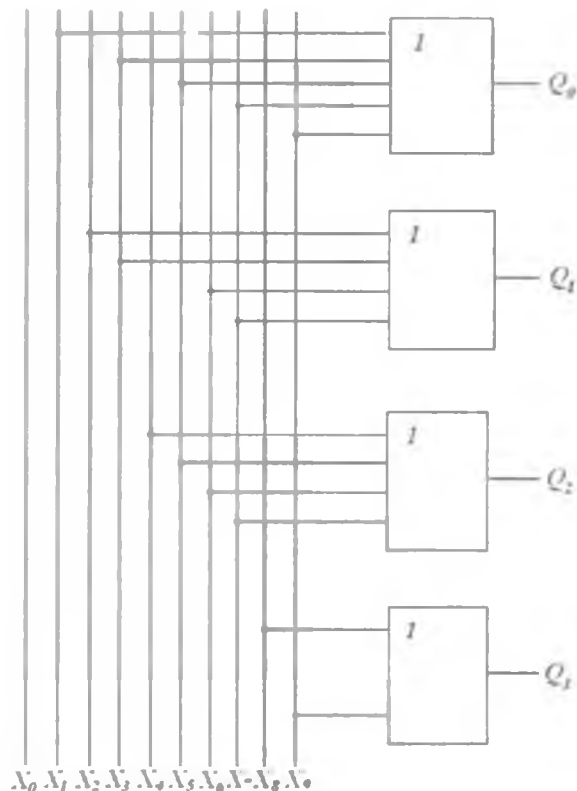 1
Q₀
1
Q₁
1
Q₂
1
Q₃
X₀ X₁ X₂ X₃ X₄ X₅ X₆ X₇ X₈ X₉